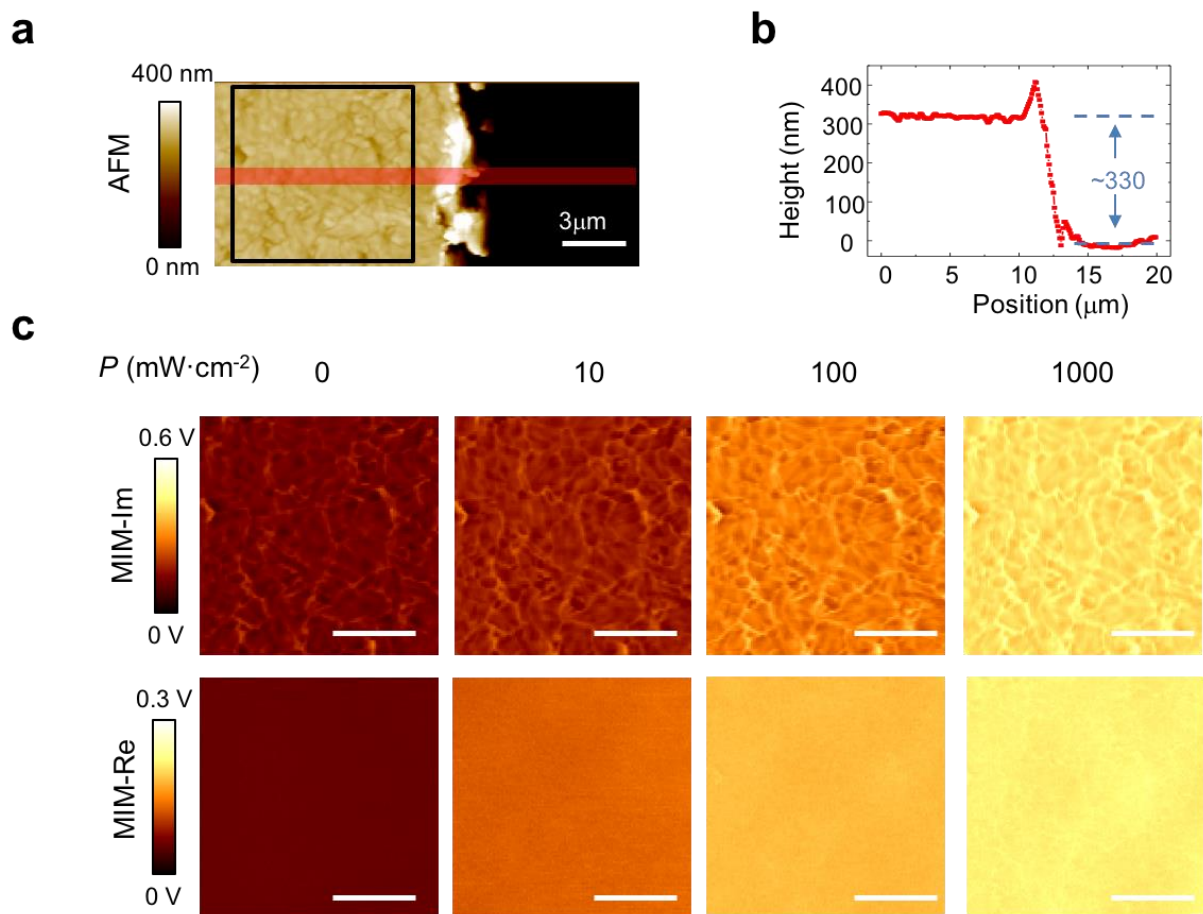 a
400 nm
AFM
0 nm
3μm
b
Height (nm)
400
300
200
100
0
~330
0 5 10 15 20
Position (μm)
c
P (mW·cm-2) 0 10 100 1000
0.6 V
MIM-Im
0 V
0.3 V
MIM-Re
0 V